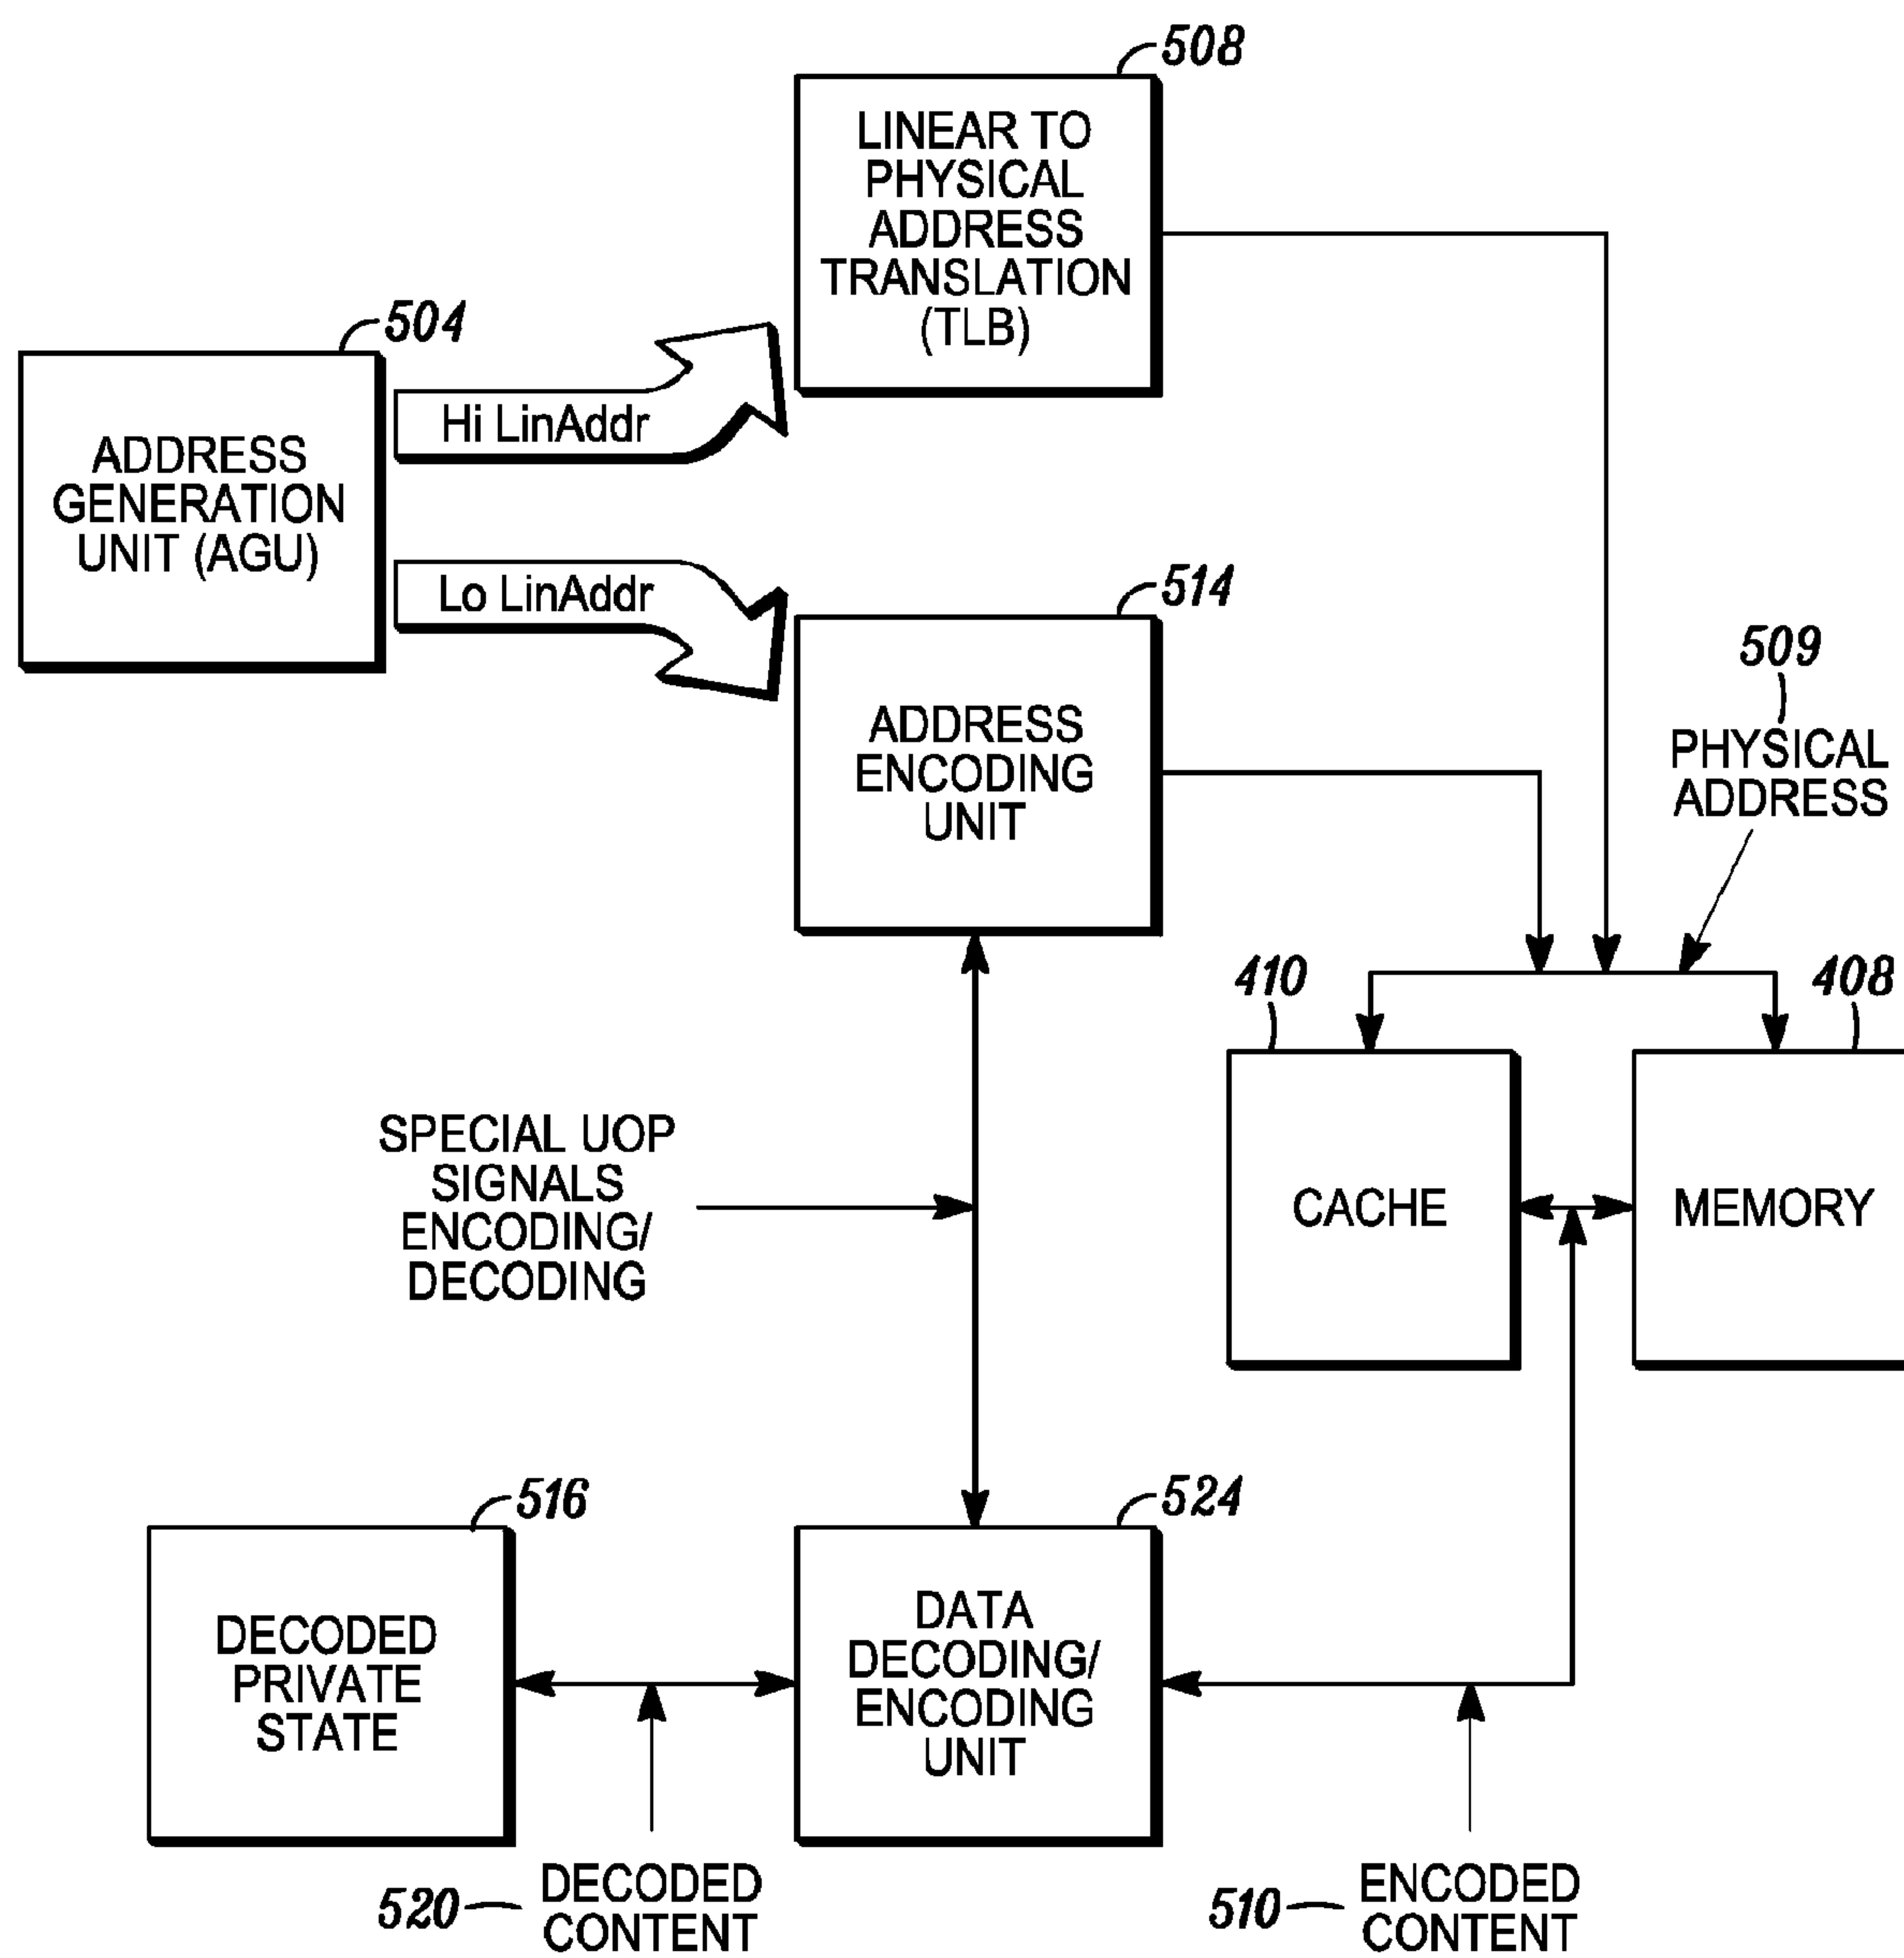 508
LINEAR TO
PHYSICAL
ADDRESS
TRANSLATION
(TLB)
504
ADDRESS
GENERATION
UNIT (AGU)
Hi LinAddr
Lo LinAddr
514
ADDRESS
ENCODING
UNIT
509
PHYSICAL
ADDRESS
410
408
SPECIAL UOP
SIGNALS
ENCODING/
DECODING
CACHE
MEMORY
516
524
DECODED
PRIVATE
STATE
DATA
DECODING/
ENCODING
UNIT
520
DECODED
CONTENT
510
ENCODED
CONTENT